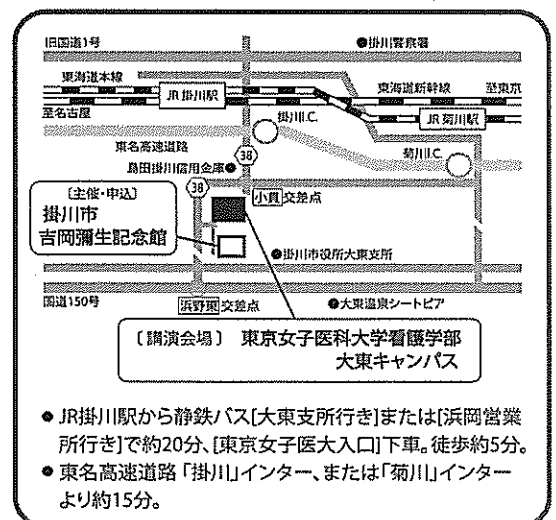 旧国道1号
●掛川警察署
東海道本線
JR掛川駅
東海道新幹線
至東京
至名古屋
掛川I.C.
JR菊川駅
東名高速道路
菊川I.C.
島田掛川信用金庫●
38
38
小貫交差点
〔主催・申込〕
掛川市
吉岡彌生記念館
●掛川市役所大東支所
国道150号
浜野東交差点
●大東温泉シートピア
〔講演会場〕 東京女子医科大学看護学部
大東キャンパス
● JR掛川駅から静鉄バス[大東支所行き]または[浜岡営業
所行き]で約20分、[東京女子医大入口]下車。徒歩約5分。
● 東名高速道路「掛川」インター、または「菊川」インター
より約15分。